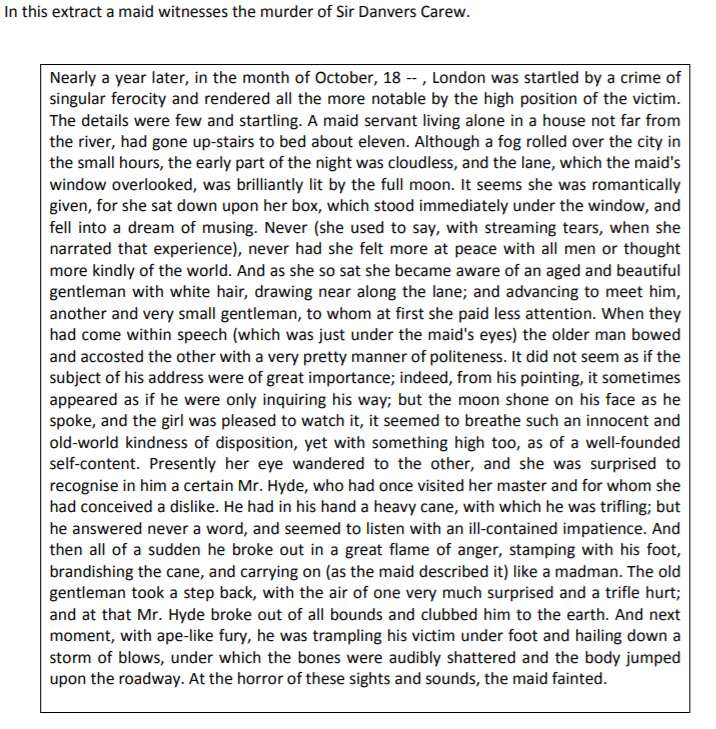 In this extract a maid witnesses the murder of Sir Danvers Carew.
Nearly a year later, in the month of October, 18 -- , London was startled by a crime of
singular ferocity and rendered all the more notable by the high position of the victim.
The details were few and startling. A maid servant living alone in a house not far from
the river, had gone up-stairs to bed about eleven. Although a fog rolled over the city in
the small hours, the early part of the night was cloudless, and the lane, which the maid's
window overlooked, was brilliantly lit by the full moon. It seems she was romantically
given, for she sat down upon her box, which stood immediately under the window, and
fell into a dream of musing. Never (she used to say, with streaming tears, when she
narrated that experience), never had she felt more at peace with all men or thought
more kindly of the world. And as she so sat she became aware of an aged and beautiful
gentleman with white hair, drawing near along the lane; and advancing to meet him,
another and very small gentleman, to whom at first she paid less attention. When they
had come within speech (which was just under the maid's eyes) the older man bowed
and accosted the other with a very pretty manner of politeness. It did not seem as if the
subject of his address were of great importance; indeed, from his pointing, it sometimes
appeared as if he were only inquiring his way; but the moon shone on his face as he
spoke, and the girl was pleased to watch it, it seemed to breathe such an innocent and
old-world kindness of disposition, yet with something high too, as of a well-founded
self-content. Presently her eye wandered to the other, and she was surprised to
recognise in him a certain Mr. Hyde, who had once visited her master and for whom she
had conceived a dislike. He had in his hand a heavy cane, with which he was trifling; but
he answered never a word, and seemed to listen with an ill-contained impatience. And
then all of a sudden he broke out in a great flame of anger, stamping with his foot,
brandishing the cane, and carrying on (as the maid described it) like a madman. The old
gentleman took a step back, with the air of one very much surprised and a trifle hurt;
and at that Mr. Hyde broke out of all bounds and clubbed him to the earth. And next
moment, with ape-like fury, he was trampling his victim under foot and hailing down a
storm of blows, under which the bones were audibly shattered and the body jumped
upon the roadway. At the horror of these sights and sounds, the maid fainted.